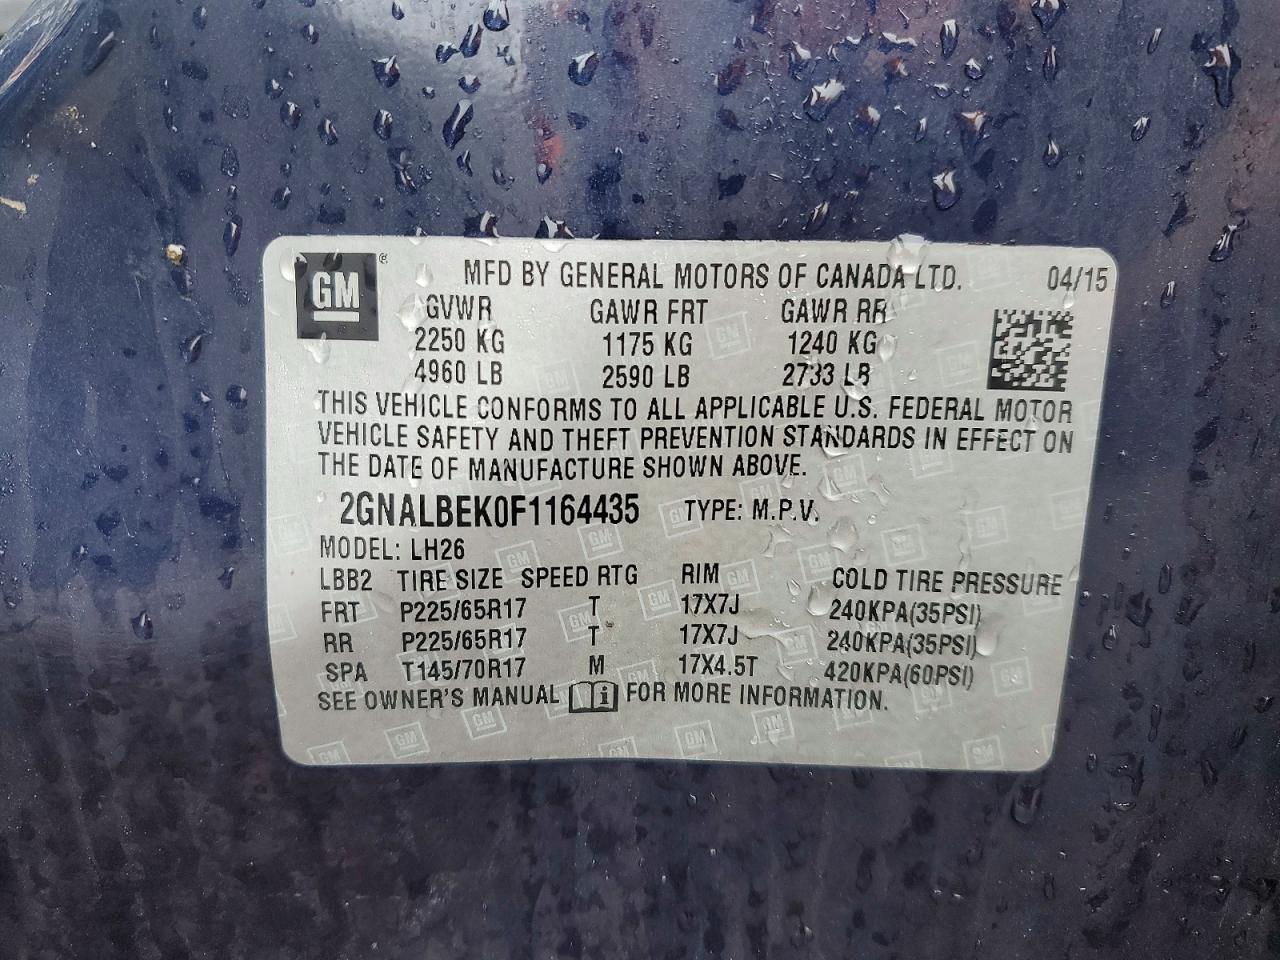 GM ®
MFD BY GENERAL MOTORS OF CANADA LTD. 04/15
GVWR GAWR FRT GAWR RR
2250 KG 1175 KG 1240 KG
4960 LB 2590 LB 2733 LB
THIS VEHICLE CONFORMS TO ALL APPLICABLE U.S. FEDERAL MOTOR
VEHICLE SAFETY AND THEFT PREVENTION STANDARDS IN EFFECT ON
THE DATE OF MANUFACTURE SHOWN ABOVE.
2GNALBEK0F1164435 TYPE: M.P.V.
MODEL: LH26
LBB2 TIRE SIZE SPEED RTG RIM COLD TIRE PRESSURE
FRT P225/65R17 T 17X7J 240KPA(35PSI)
RR P225/65R17 T 17X7J 240KPA(35PSI)
SPA T145/70R17 M 17X4.5T 420KPA(60PSI)
SEE OWNER'S MANUAL i FOR MORE INFORMATION.